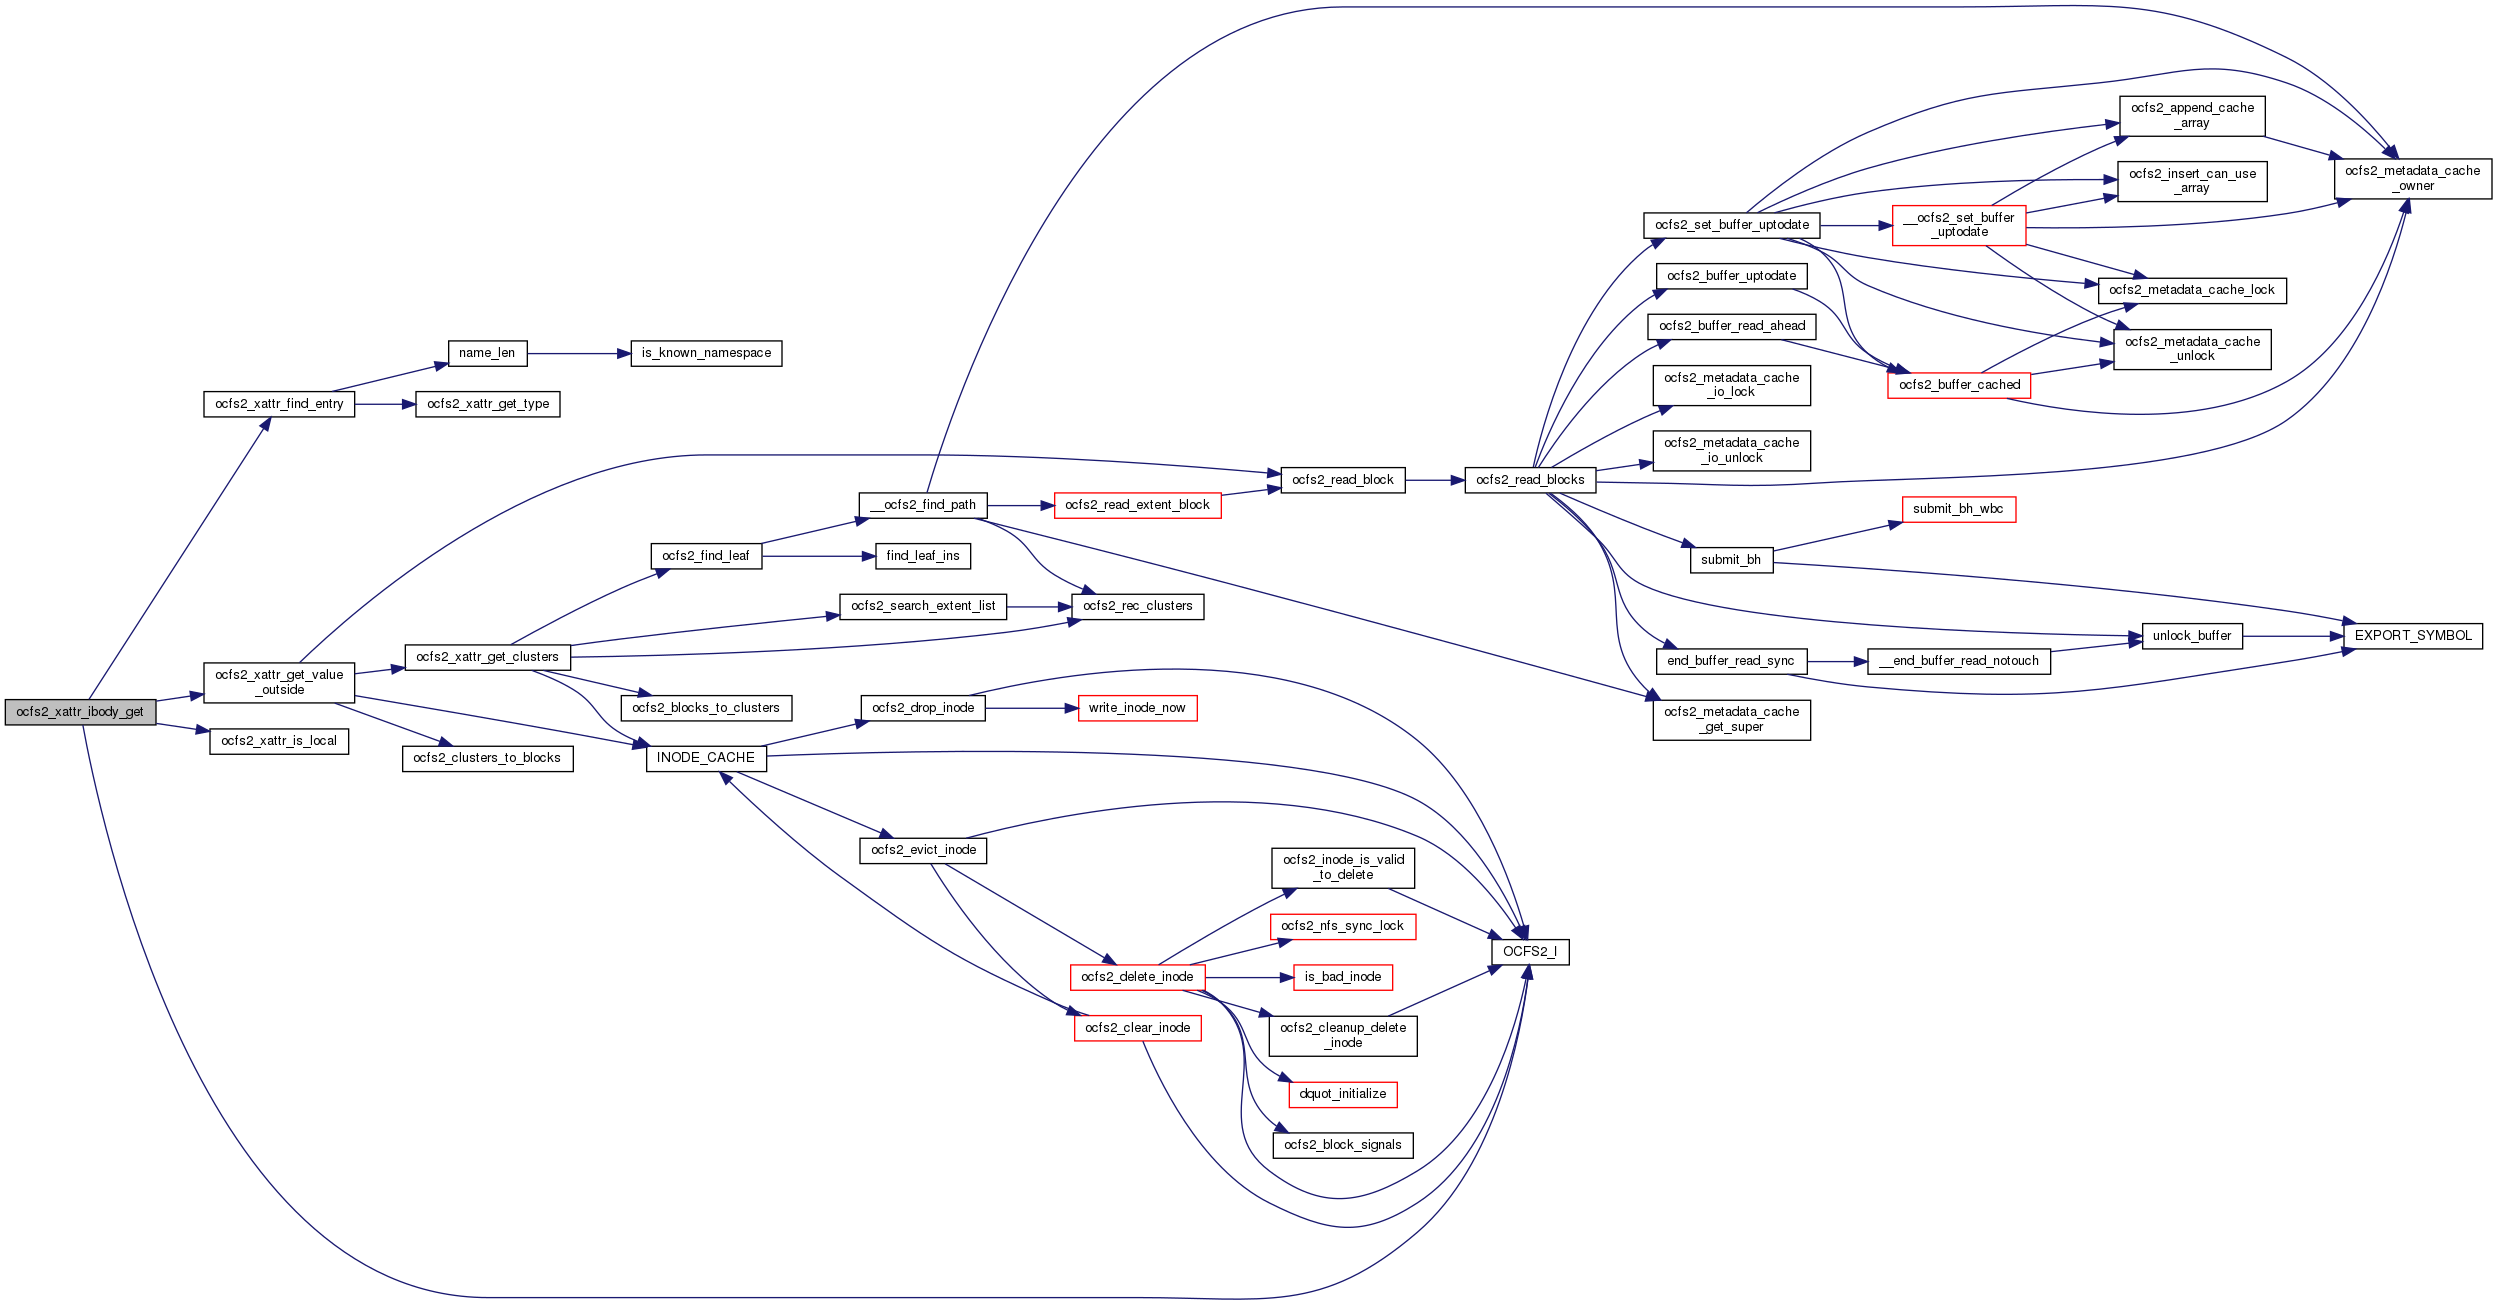 ocfs2_xattr_ibody_get
ocfs2_xattr_find_entry
name_len
is_known_namespace
ocfs2_xattr_get_type
ocfs2_xattr_get_value
_outside
ocfs2_xattr_is_local
ocfs2_xattr_get_clusters
ocfs2_clusters_to_blocks
ocfs2_find_leaf
ocfs2_blocks_to_clusters
INODE_CACHE
__ocfs2_find_path
find_leaf_ins
ocfs2_search_extent_list
ocfs2_drop_inode
ocfs2_evict_inode
ocfs2_read_extent_block
ocfs2_rec_clusters
write_inode_now
ocfs2_delete_inode
ocfs2_clear_inode
ocfs2_read_block
ocfs2_inode_is_valid
_to_delete
ocfs2_nfs_sync_lock
is_bad_inode
ocfs2_cleanup_delete
_inode
dquot_initialize
ocfs2_block_signals
ocfs2_read_blocks
OCFS2_I
ocfs2_set_buffer_uptodate
ocfs2_buffer_uptodate
ocfs2_buffer_read_ahead
ocfs2_metadata_cache
_io_lock
ocfs2_metadata_cache
_io_unlock
submit_bh
end_buffer_read_sync
ocfs2_metadata_cache
_get_super
__ocfs2_set_buffer
_uptodate
ocfs2_buffer_cached
submit_bh_wbc
__end_buffer_read_notouch
ocfs2_append_cache
_array
ocfs2_insert_can_use
_array
ocfs2_metadata_cache_lock
ocfs2_metadata_cache
_unlock
unlock_buffer
ocfs2_metadata_cache
_owner
EXPORT_SYMBOL